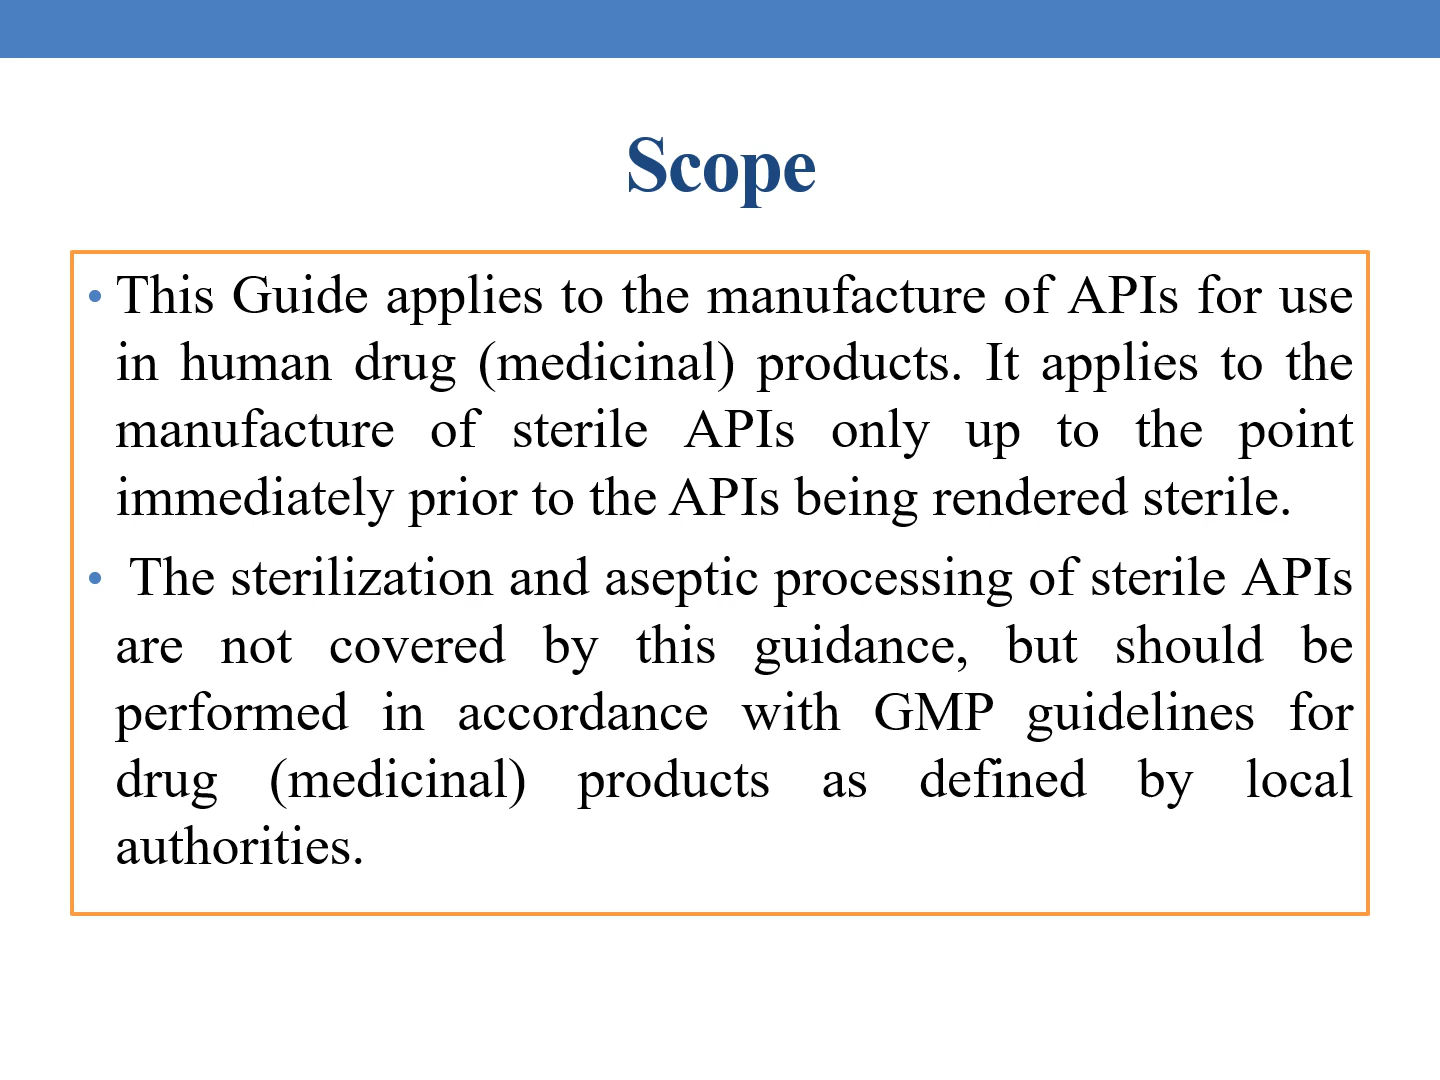 Scope
• This Guide applies to the manufacture of APIs for use
in human drug (medicinal) products. It applies to the
manufacture of sterile APIs only up to the point
immediately prior to the APIs being rendered sterile.
• The sterilization and aseptic processing of sterile APIs
are not covered by this guidance, but should be
performed in accordance with GMP guidelines for
drug (medicinal) products as defined by local
authorities.